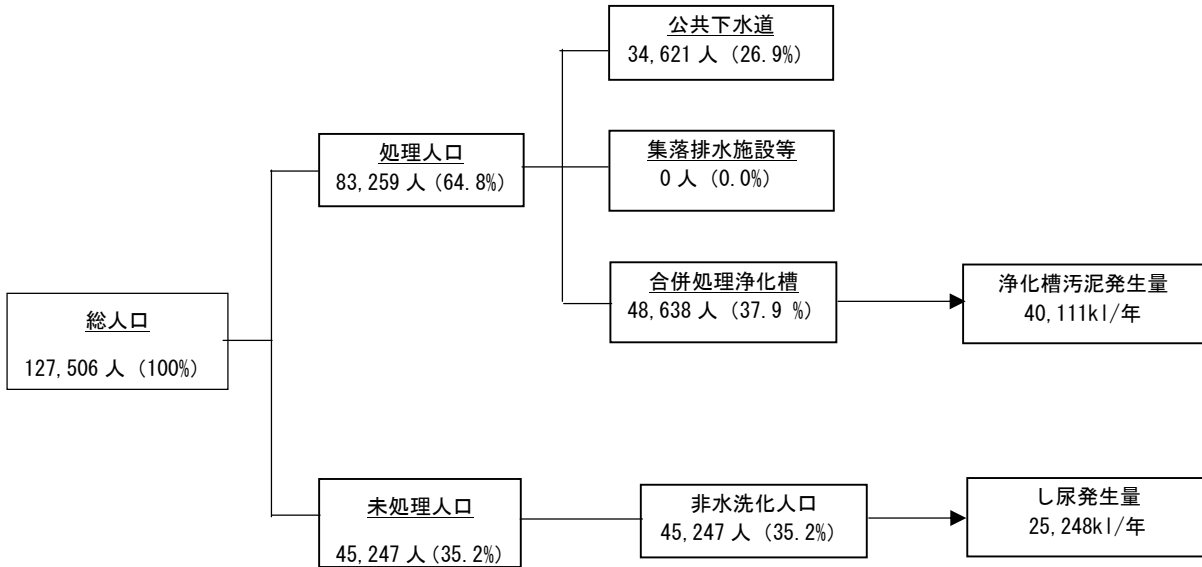 公共下水道
34,621 人 (26.9%)
処理人口
83,259 人 (64.8%)
集落排水施設等
0 人 (0.0%)
合併処理浄化槽
48,638 人 (37.9 %)
浄化槽汚泥発生量
40,111kl/年
総人口
127,506 人 (100%)
未処理人口
45,247 人 (35.2%)
非水洗化人口
45,247 人 (35.2%)
し尿発生量
25,248kl/年